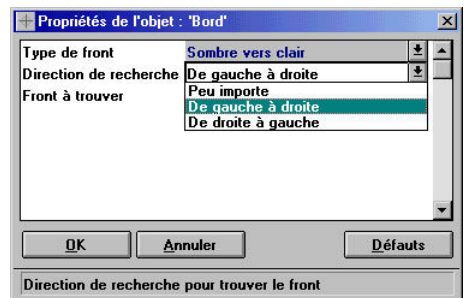 Propriétés de l'objet : 'Bord'
Type de front Sombre vers clair
Direction de recherche De gauche à droite
Front à trouver Peu importe
De gauche à droite
De droite à gauche
OK Annuler Défauts
Direction de recherche pour trouver le front